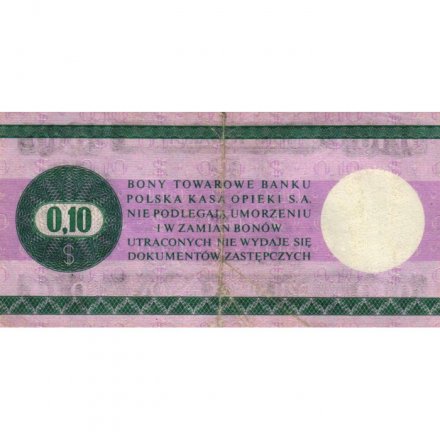 BONY TOWAROWE BANKU
POLSKA KASA OPIEKI S.A.
NIE PODLEGAJĄ UMORZENIU
I W ZAMIAN BONÓW
UTRACONYCH NIE WYDAJE SIĘ
DOKUMENTÓW ZASTĘPCZYCH
0,10
$